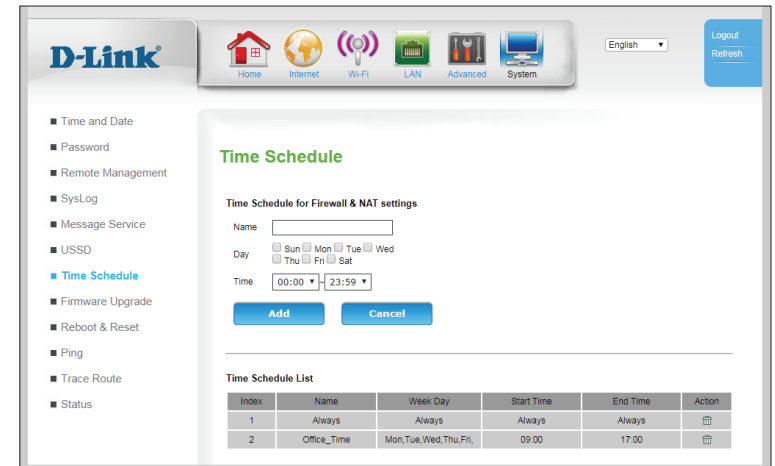 D-Link
Home Internet Wi-Fi LAN Advanced System
English
Logout
Refresh
Time and Date
Password
Remote Management
SysLog
Message Service
USSD
Time Schedule
Firmware Upgrade
Reboot & Reset
Ping
Trace Route
Status
Time Schedule
Time Schedule for Firewall & NAT settings
Name
Day Sun Mon Tue Wed
Thu Fri Sat
Time 00:00 ~ 23:59
Add Cancel
Time Schedule List
Index Name Week Day Start Time End Time Action
1 Always Always Always Always
2 Office_Time Mon,Tue,Wed,Thu,Fri, 09:00 17:00